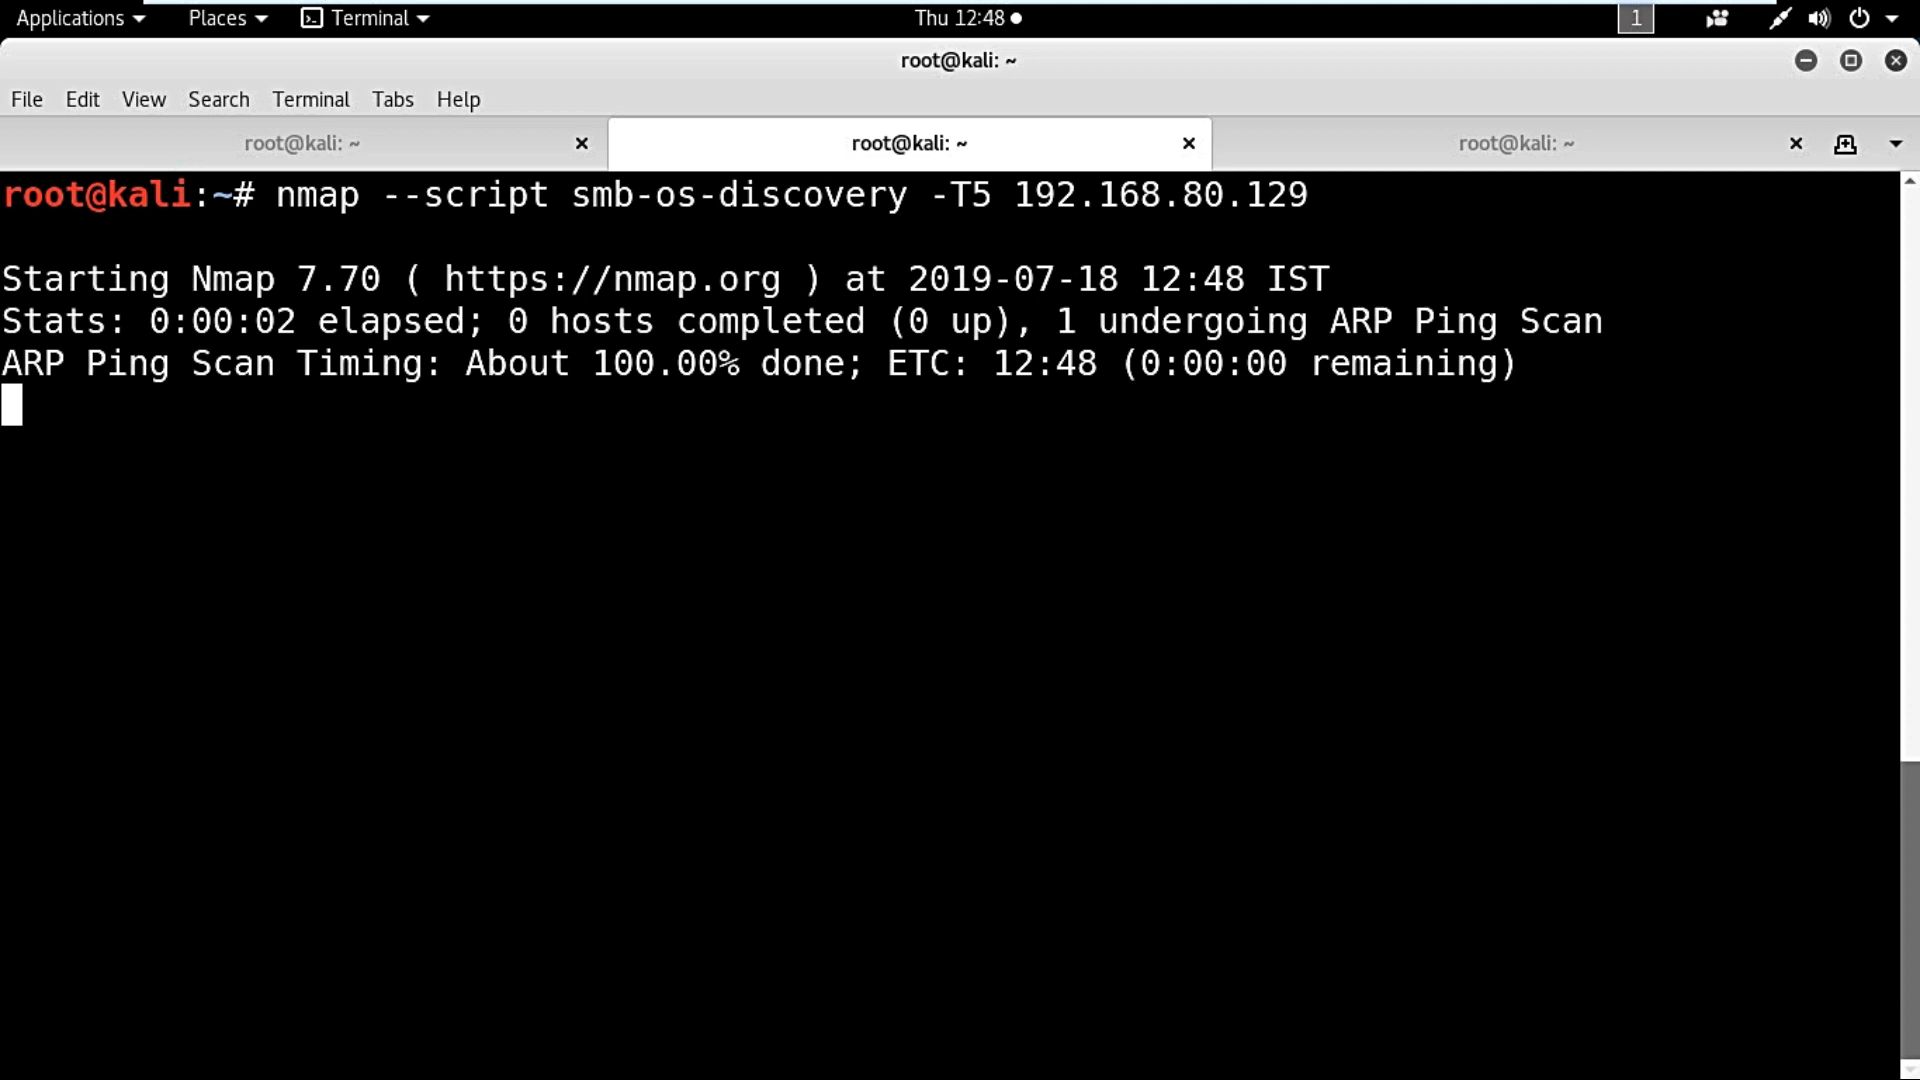 Applications Places Terminal Thu 12:48 1
root@kali: ~
File Edit View Search Terminal Tabs Help
root@kali: ~ root@kali: ~ root@kali: ~
root@kali:~# nmap --script smb-os-discovery -T5 192.168.80.129
Starting Nmap 7.70 ( https://nmap.org ) at 2019-07-18 12:48 IST
Stats: 0:00:02 elapsed; 0 hosts completed (0 up), 1 undergoing ARP Ping Scan
ARP Ping Scan Timing: About 100.00% done; ETC: 12:48 (0:00:00 remaining)